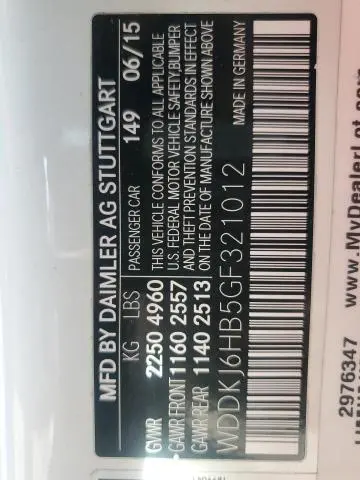 MFD BY DAIMLER AG STUTTGART
KG LBS PASSENGER CAR 149 06/15
GVWR 2250 4960 THIS VEHICLE CONFORMS TO ALL APPLICABLE
GAWR FRONT 1160 2557 U.S. FEDERAL MOTOR VEHICLE SAFETY,BUMPER
GAWR REAR 1140 2513 AND THEFT PREVENTION STANDARDS IN EFFECT
ON THE DATE OF MANUFACTURE SHOWN ABOVE
WDDKJ6HB5GF321012 MADE IN GERMANY
2976347
www.MyDealerLot.com